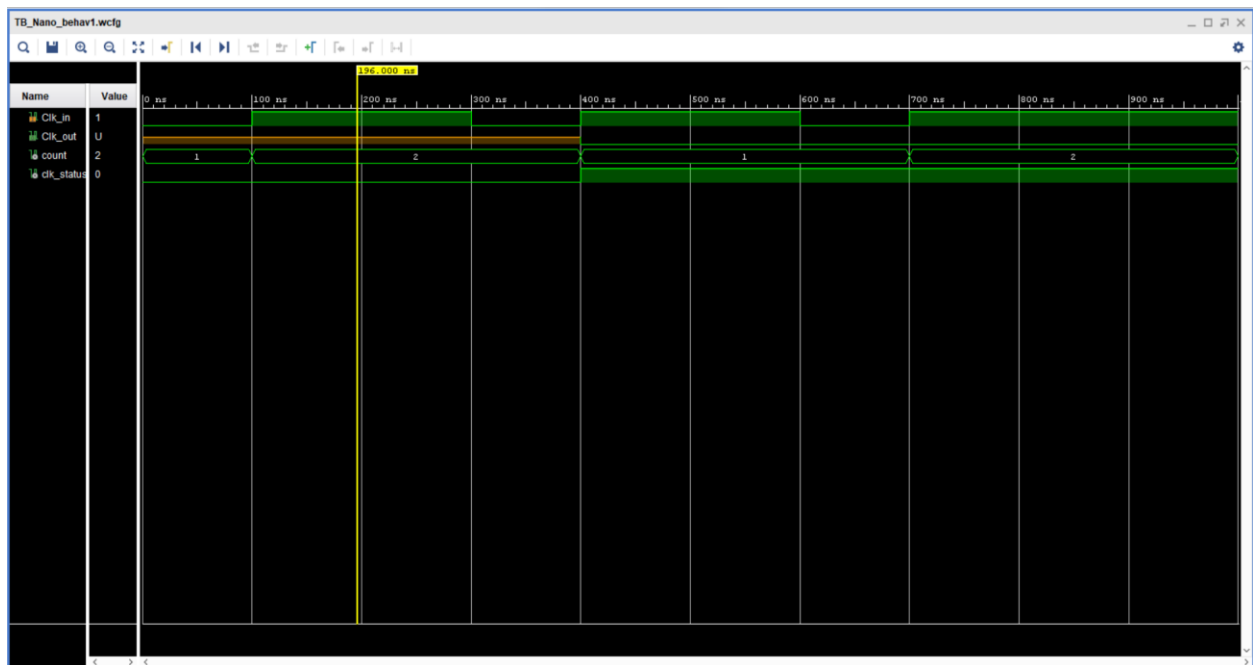 TB_Nano_behav1.wcfg
196.000 ns
Name Value 0 ns 100 ns 200 ns 300 ns 400 ns 500 ns 600 ns 700 ns 800 ns 900 ns
Clk_in 1
Clk_out U
count 2 1 2 1 2
clk_status 0